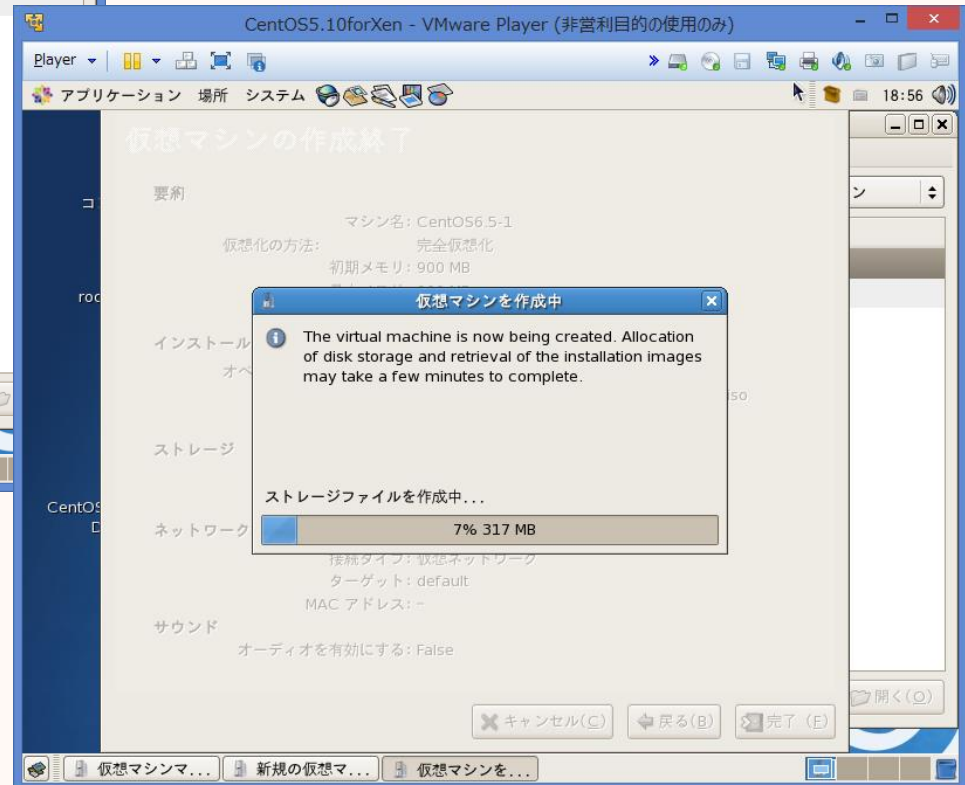 CentOS5.10forXen - VMware Player (非営利目的の使用のみ)
Player
アプリケーション 場所 システム 18:56
仮想マシンの作成終了
要約
マシン名: CentOS6.5-1
仮想化の方法: 完全仮想化
初期メモリ: 900 MB
仮想マシンを作成中
The virtual machine is now being created. Allocation
of disk storage and retrieval of the installation images
may take a few minutes to complete.
インストール
オペ
iso
ストレージ
ストレージファイルを作成中...
7% 317 MB
ネットワーク
接続タイプ: 仮想ネットワーク
ターゲット: default
MAC アドレス: -
サウンド
オーディオを有効にする: False
キャンセル(C) 戻る(B) 完了 (F)
コ
roo
CentOS
D
ン
開く(O)
仮想マシンマ... 新規の仮想マ... 仮想マシンを...